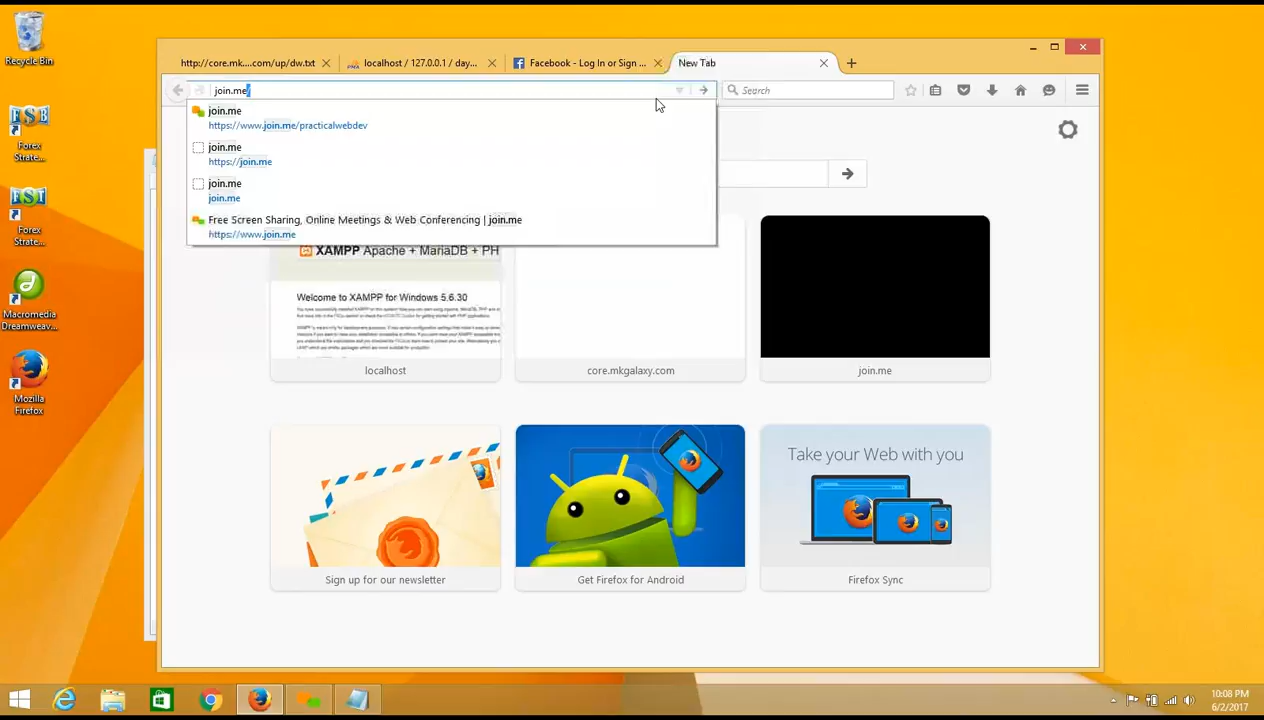 Recycle Bin
Forex
Strate...
Forex
Strate...
Macromedia
Dreamweav...
Mozilla
Firefox
http://core.mk....com/up/dw.txt
localhost / 127.0.0.1 / day...
Facebook - Log In or Sign ...
New Tab
join.me/
Search
join.me
https://www.join.me/practicalwebdev
join.me
https://join.me
join.me
join.me
Free Screen Sharing, Online Meetings & Web Conferencing | join.me
https://www.join.me
XAMPP Apache + MariaDB + PH
Welcome to XAMPP for Windows 5.6.30
localhost
core.mkgalaxy.com
join.me
Take your Web with you
Sign up for our newsletter
Get Firefox for Android
Firefox Sync
10:08 PM
6/2/2017